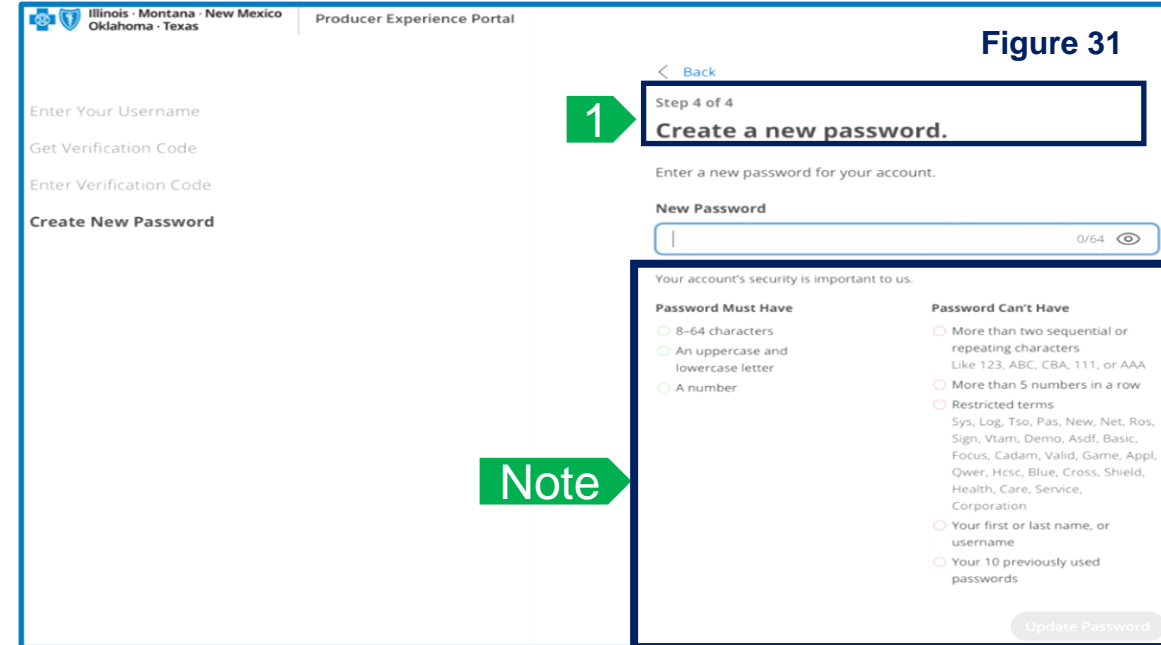 Illinois · Montana · New Mexico
Oklahoma · Texas
Producer Experience Portal
Figure 31
Back
Enter Your Username
Get Verification Code
Enter Verification Code
Create New Password
1
Step 4 of 4
Create a new password.
Enter a new password for your account.
New Password
0/64
Your account's security is important to us.
Password Must Have
8–64 characters
An uppercase and
lowercase letter
A number
Password Can't Have
More than two sequential or
repeating characters
Like 123, ABC, CBA, 111, or AAA
More than 5 numbers in a row
Restricted terms
Sys, Log, Tso, Pas, New, Net, Ros,
Sign, Vtam, Demo, Asdf, Basic,
Focus, Cadam, Valid, Game, Appl,
Qwer, Hcsc, Blue, Cross, Shield,
Health, Care, Service,
Corporation
Your first or last name, or
username
Your 10 previously used
passwords
Note
Update Password